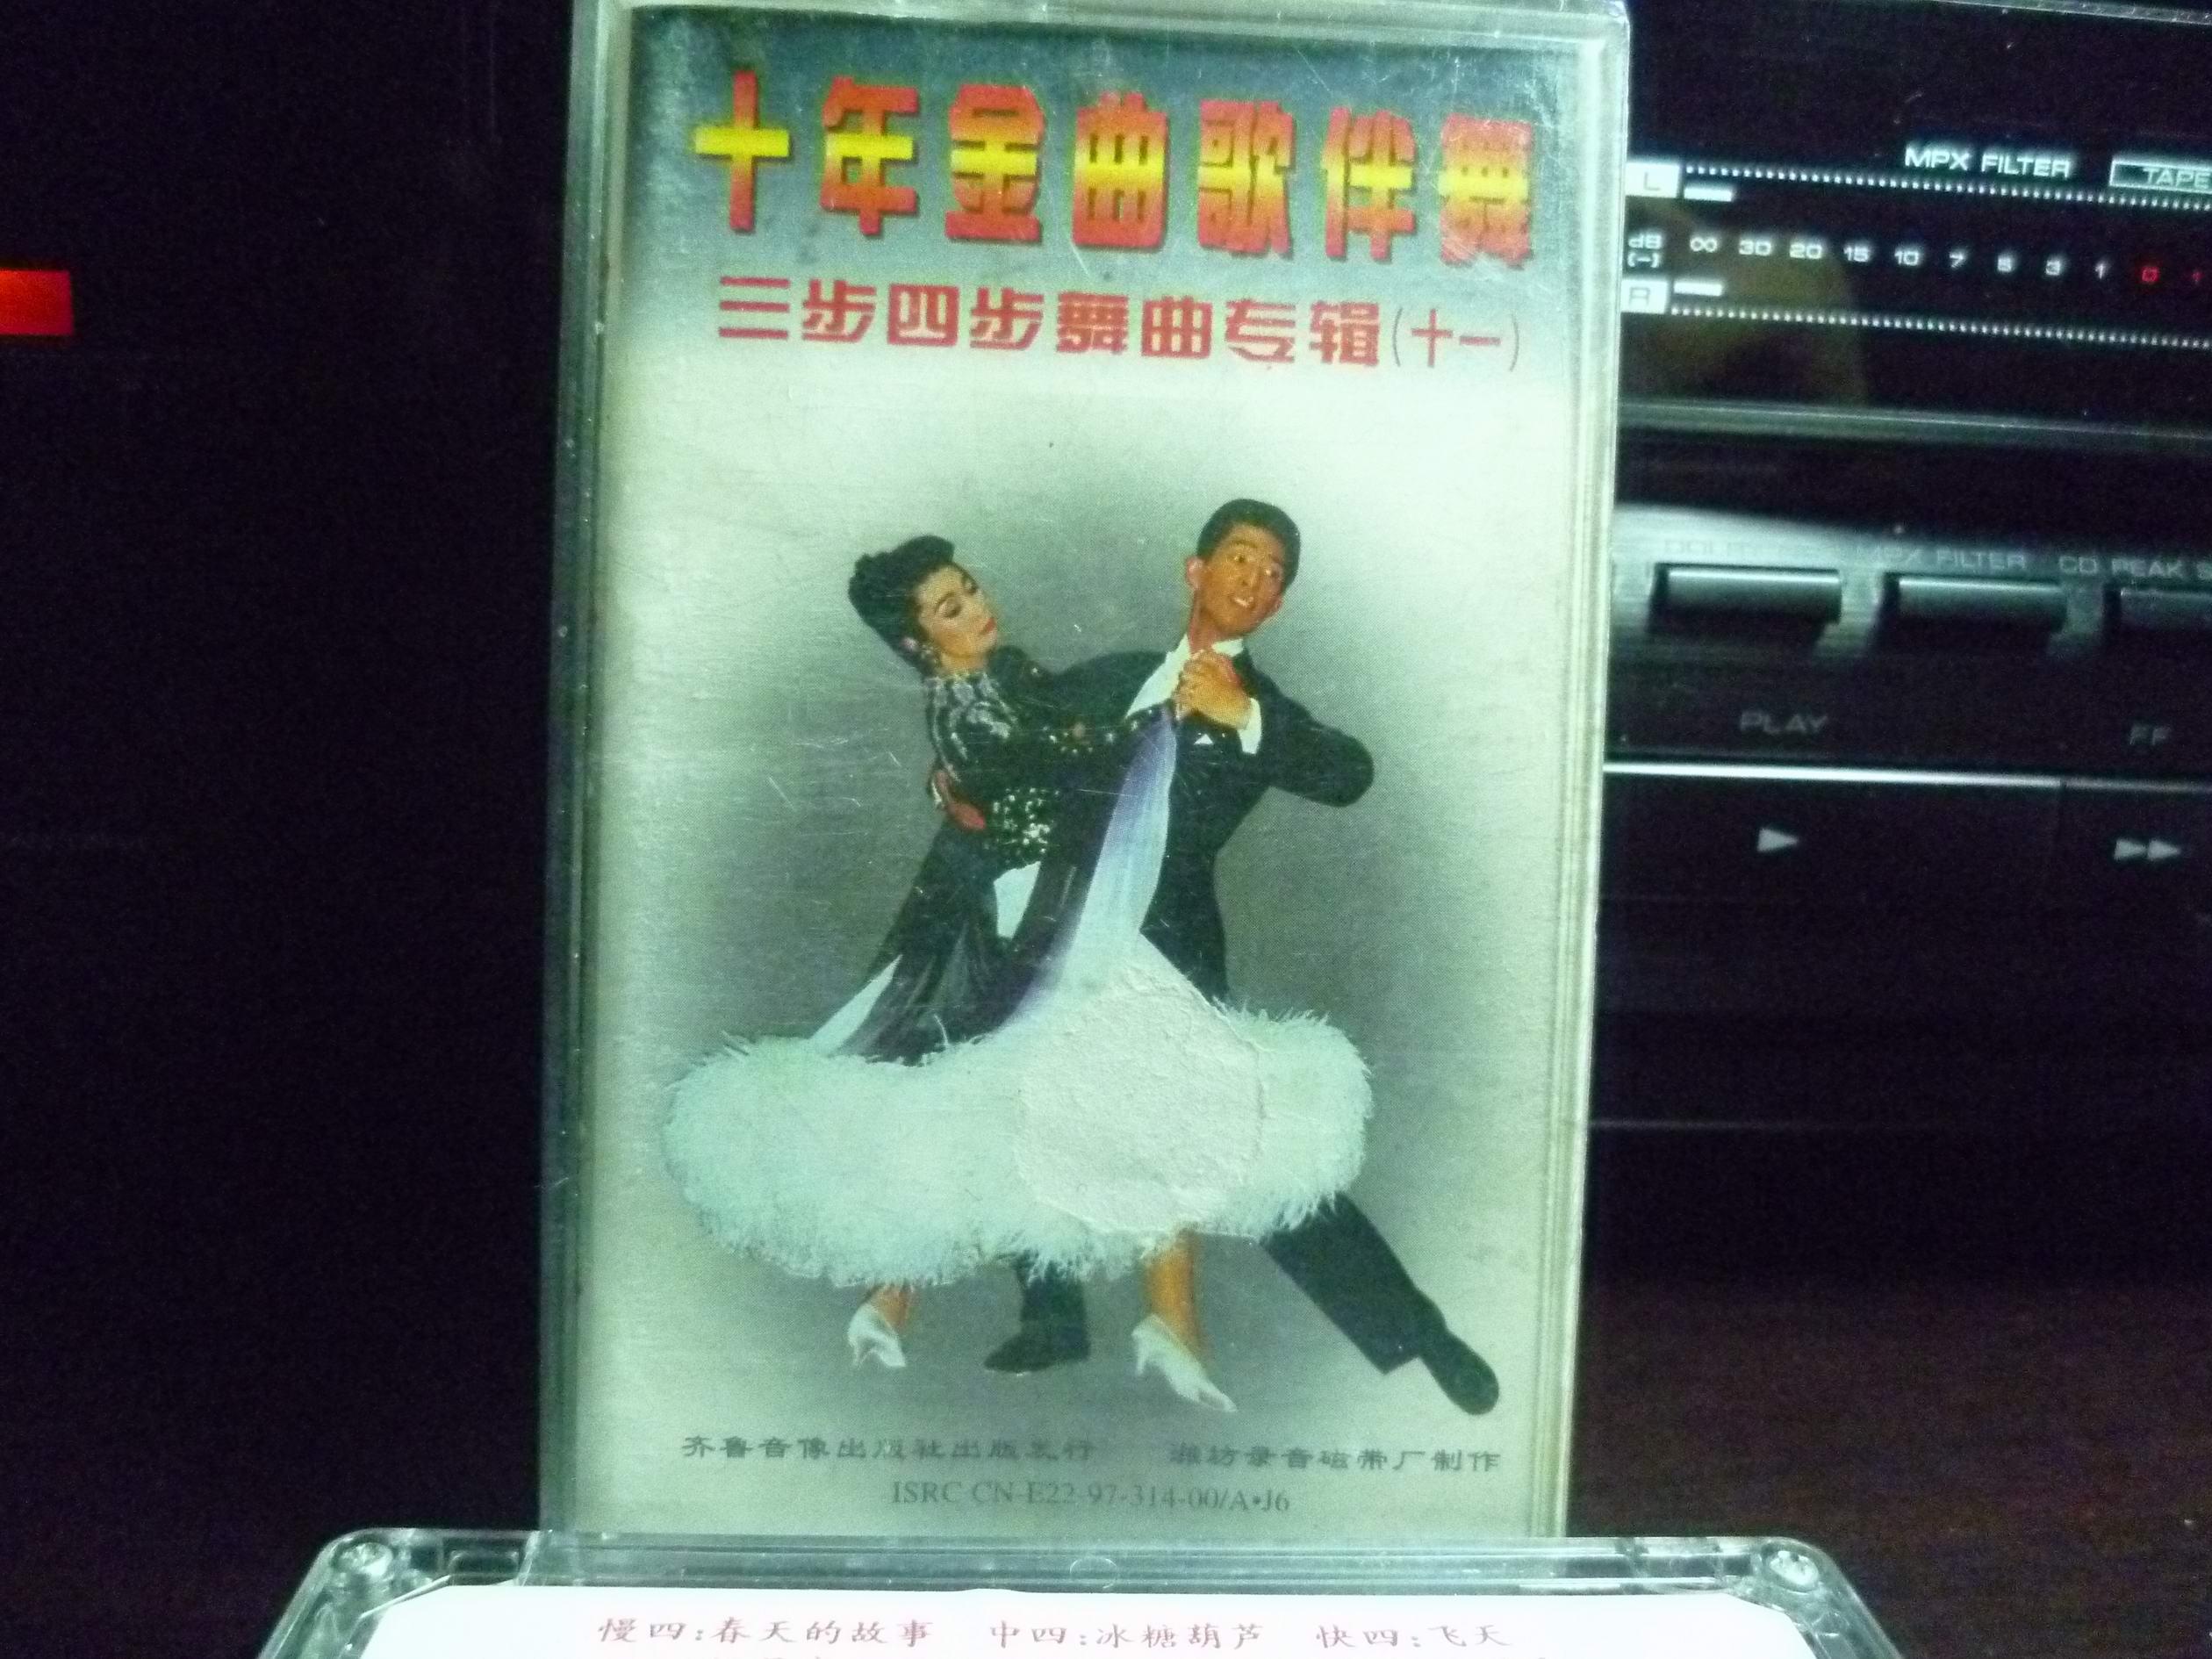 十年金曲歌伴舞
三步四步舞曲专辑(十一)
齐鲁音像出版社出版发行 潍坊录音磁带厂制作
ISRC CN-E22-97-314-00/A•J6
慢四:春天的故事 中四:冰糖葫芦 快四:飞天
MPX FILTER TAPE
L
dB ∞ 30 20 15 10 7 5 3 1 0 1
(-)
R
MPX FILTER CD PEAK S
PLAY FF